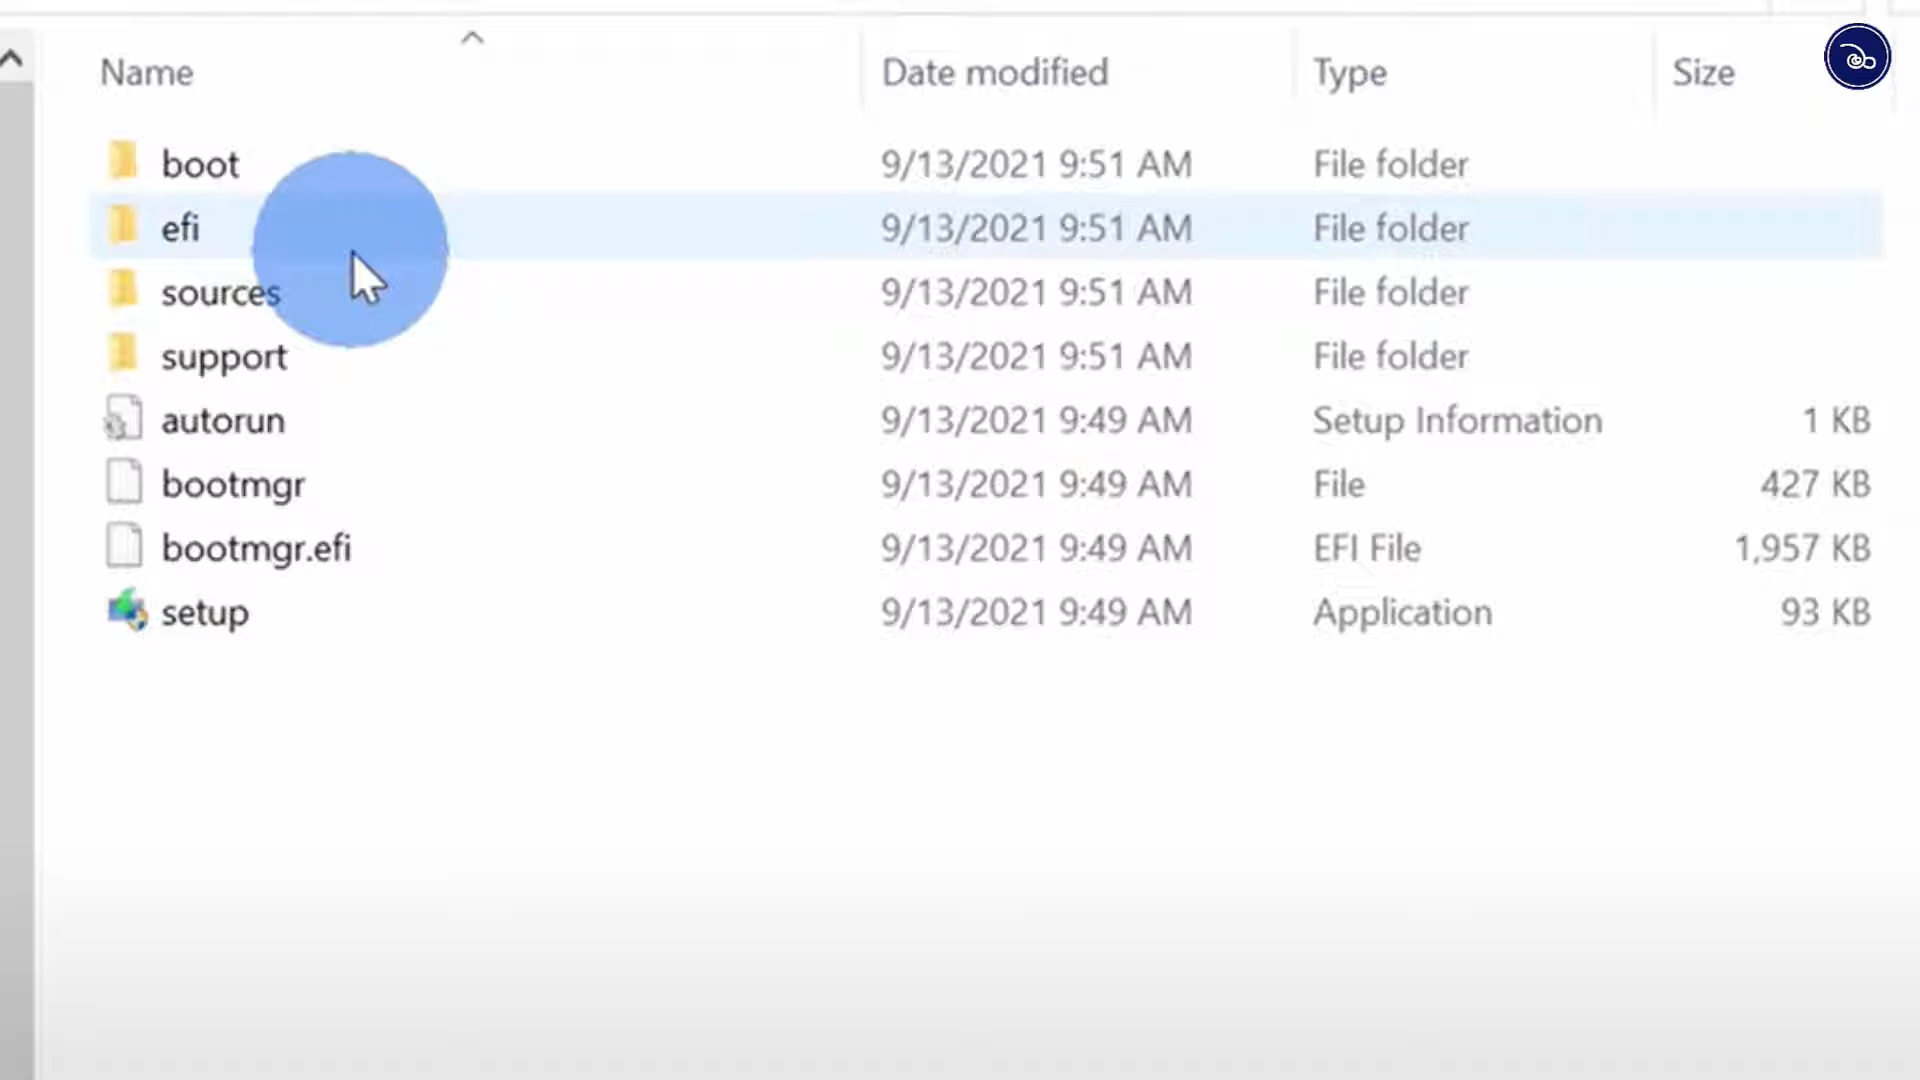 Name Date modified Type Size
boot 9/13/2021 9:51 AM File folder
efi 9/13/2021 9:51 AM File folder
sources 9/13/2021 9:51 AM File folder
support 9/13/2021 9:51 AM File folder
autorun 9/13/2021 9:49 AM Setup Information 1 KB
bootmgr 9/13/2021 9:49 AM File 427 KB
bootmgr.efi 9/13/2021 9:49 AM EFI File 1,957 KB
setup 9/13/2021 9:49 AM Application 93 KB